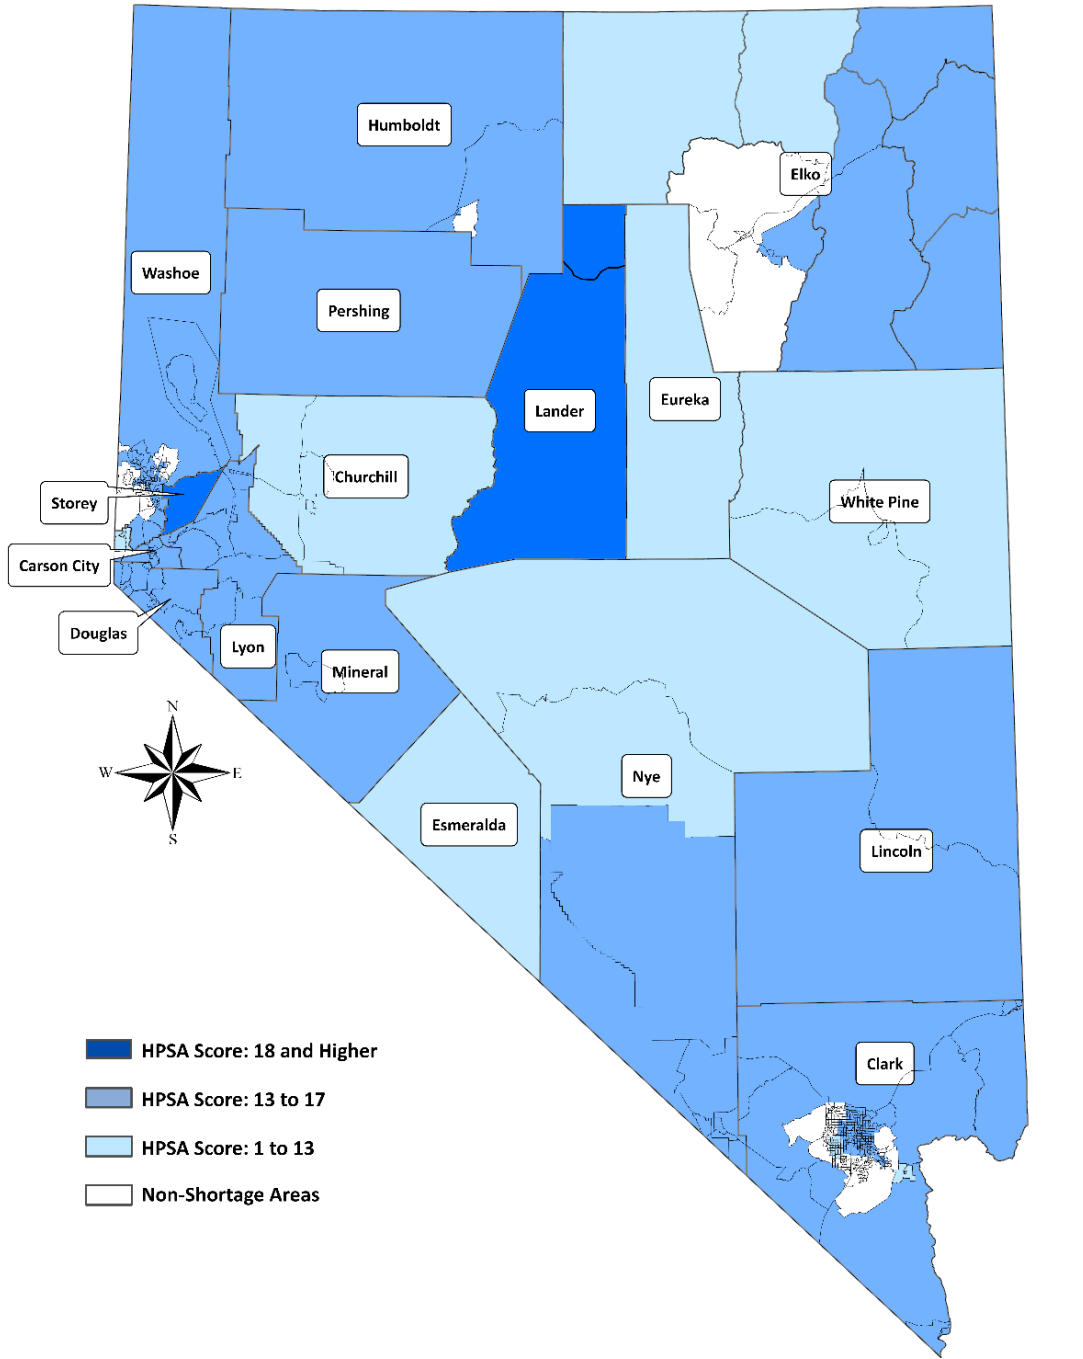 Humboldt
Elko
Washoe
Pershing
Eureka
Lander
Churchill
Storey
White Pine
Carson City
Douglas
Lyon
Mineral
N
W
E
S
Nye
Esmeralda
Lincoln
Clark
HPSA Score: 18 and Higher
HPSA Score: 13 to 17
HPSA Score: 1 to 13
Non-Shortage Areas